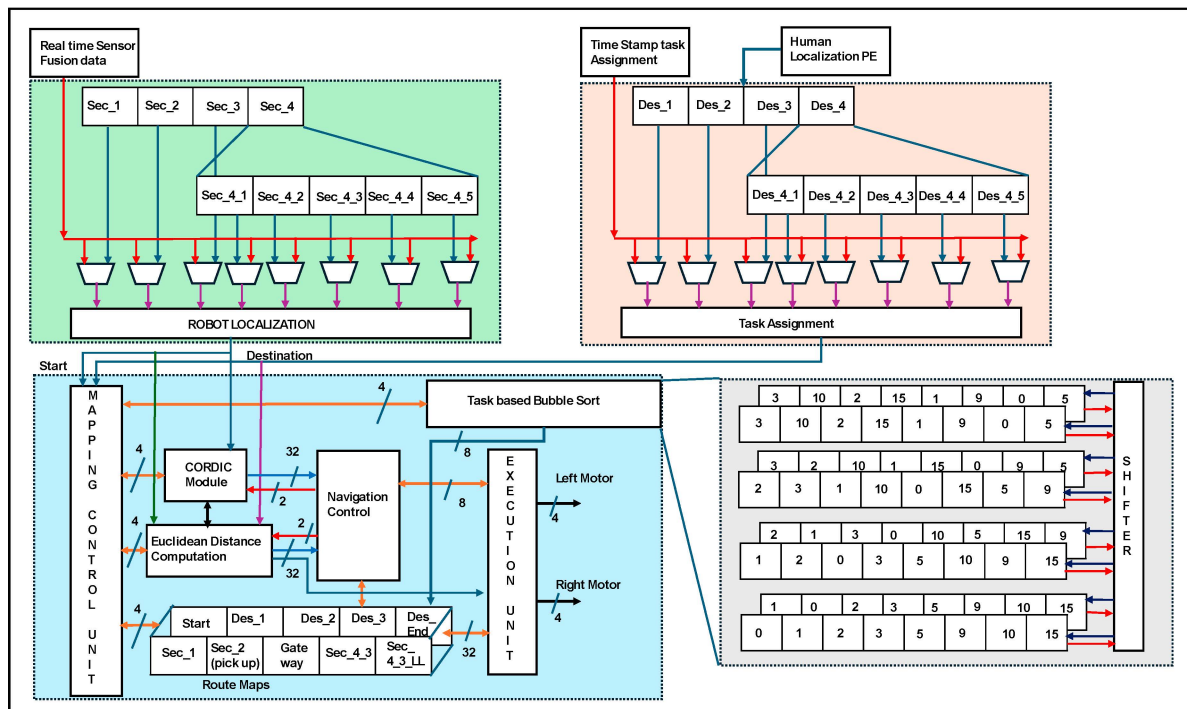 Real time Sensor
Fusion data
Time Stamp task
Assignment
Human
Localization PE
Sec_1 Sec_2 Sec_3 Sec_4
Des_1 Des_2 Des_3 Des_4
Sec_4_1 Sec_4_2 Sec_4_3 Sec_4_4 Sec_4_5
Des_4_1 Des_4_2 Des_4_3 Des_4_4 Des_4_5
ROBOT LOCALIZATION
Task Assignment
Start
Destination
MAPPING CONTROL UNIT
4
Task based Bubble Sort
8
4
CORDIC
Module
32
2
Navigation
Control
8
4
Euclidean Distance
Computation
2
32
EXECUTION UNIT
Left Motor
4
Right Motor
4
4
Start Des_1 Des_2 Des_3 Des_
End
Sec_1 Sec_2
(pick up) Gate
way Sec_4_3 Sec_
4_3_LL
32
Route Maps
3 10 2 15 1 9 0 5
3 10 2 15 1 9 0 5
3 2 10 1 15 0 9 5
2 3 1 10 0 15 5 9
2 1 3 0 10 5 15 9
1 2 0 3 5 10 9 15
1 0 2 3 5 9 10 15
0 1 2 3 5 9 10 15
SHIFTER